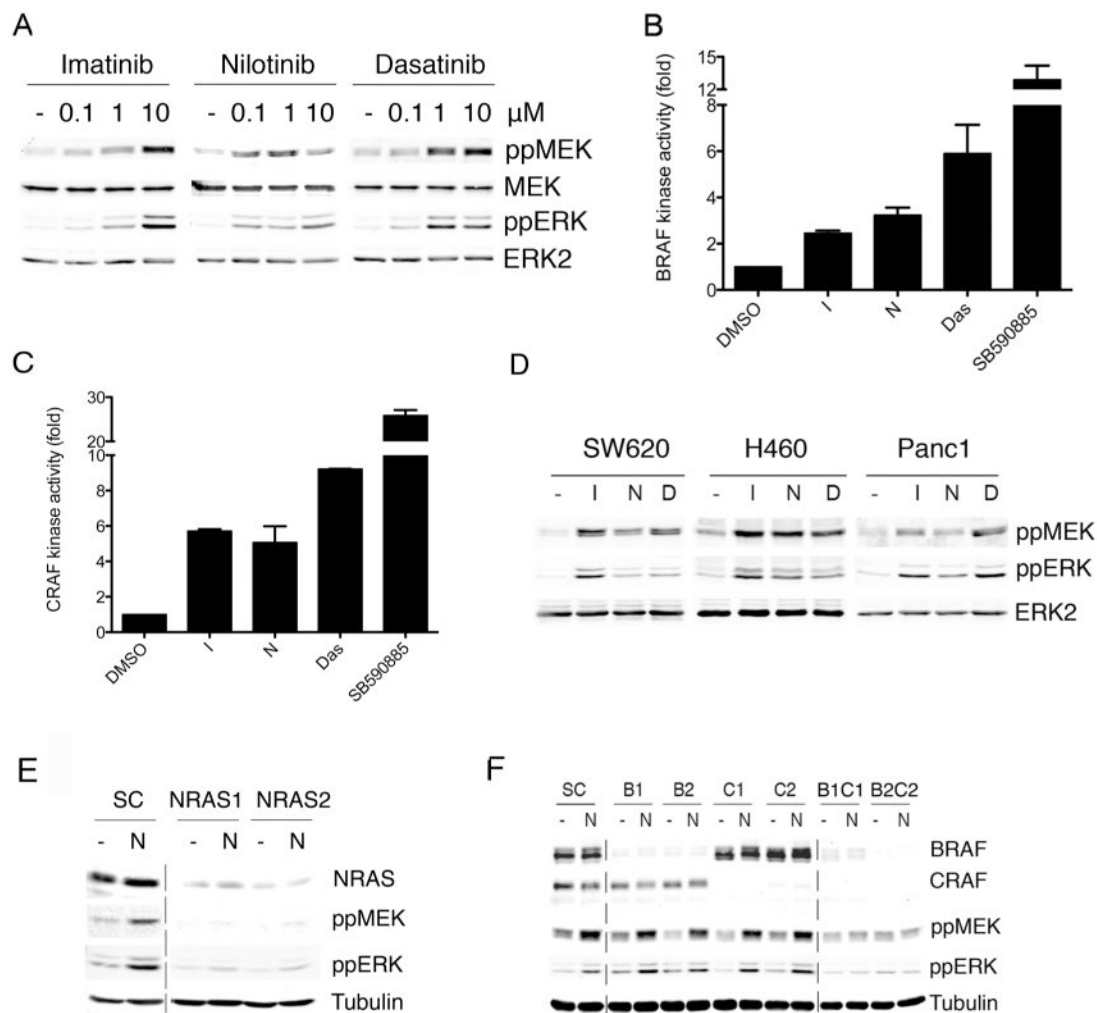 A
Imatinib Nilotinib Dasatinib
- 0.1 1 10 - 0.1 1 10 - 0.1 1 10 μM
ppMEK
MEK
ppERK
ERK2
B
BRAF kinase activity (fold)
15
12
8
6
4
2
0
DMSO I N Das SB590885
C
CRAF kinase activity (fold)
30
20
10
8
6
4
2
0
DMSO I N Das SB590885
D
SW620 H460 Panc1
- I N D - I N D - I N D
ppMEK
ppERK
ERK2
E
SC NRAS1 NRAS2
- N - N - N
NRAS
ppMEK
ppERK
Tubulin
F
SC B1 B2 C1 C2 B1C1 B2C2
- N - N - N - N - N - N - N
BRAF
CRAF
ppMEK
ppERK
Tubulin